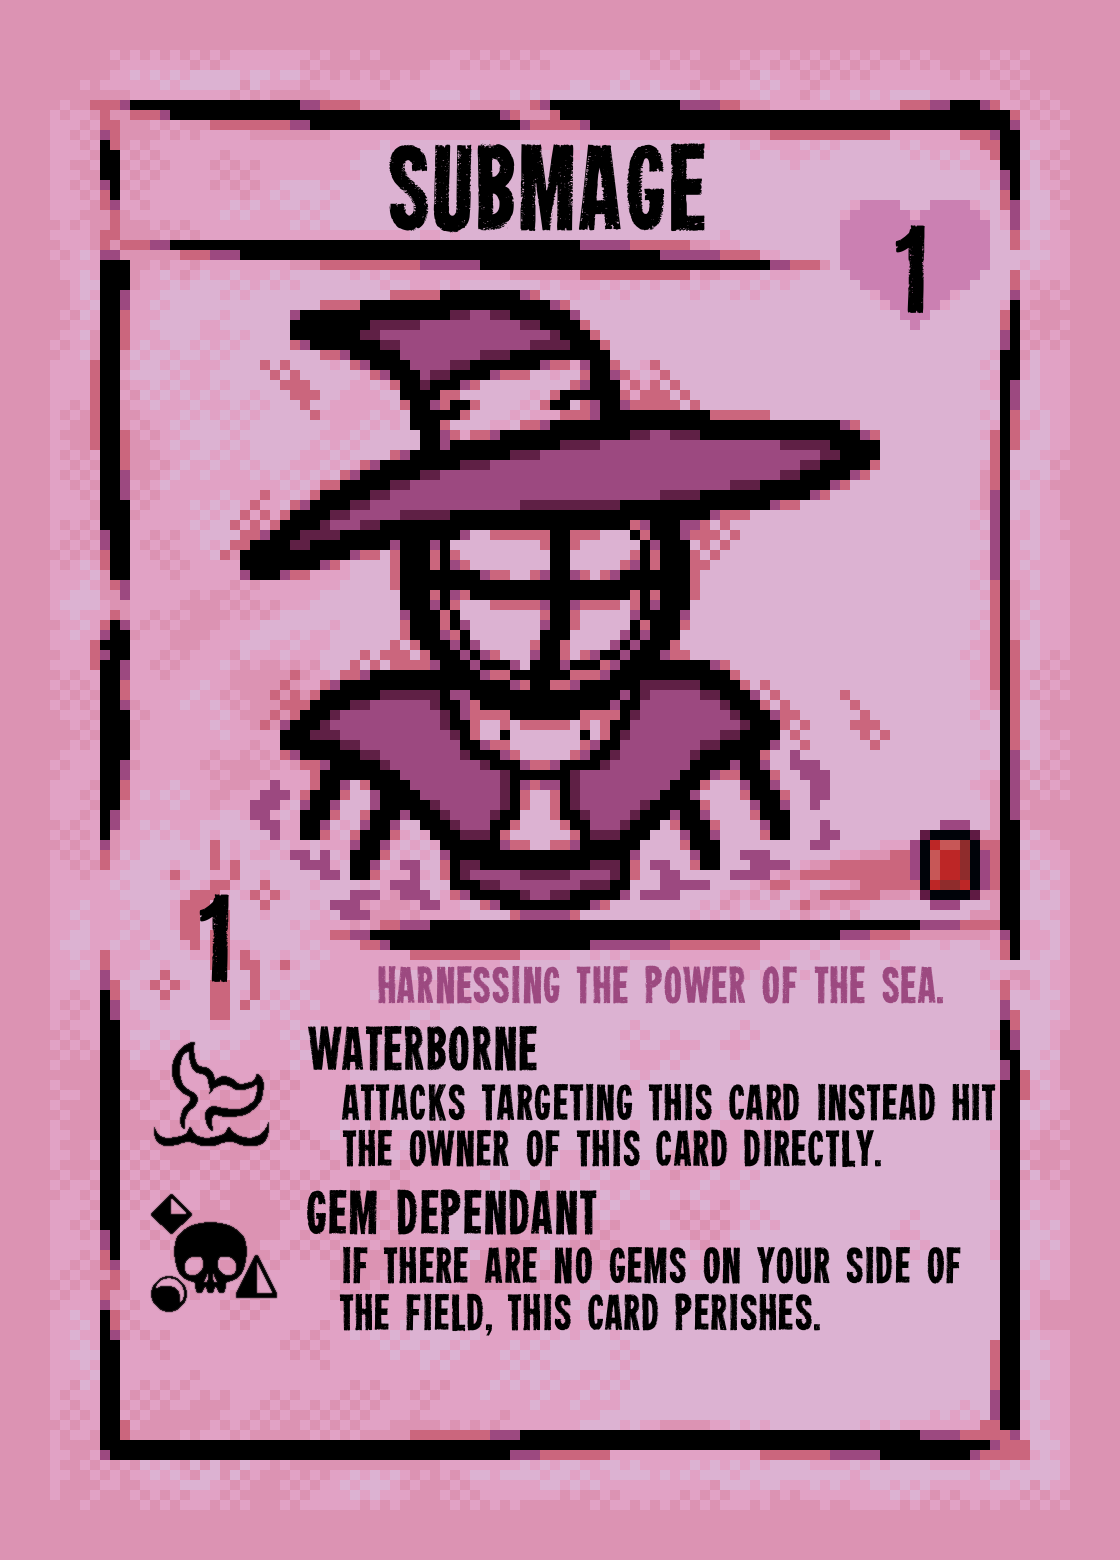 SUBMAGE
1
1
HARNESSING THE POWER OF THE SEA.
WATERBORNE
ATTACKS TARGETING THIS CARD INSTEAD HIT
THE OWNER OF THIS CARD DIRECTLY.
GEM DEPENDANT
IF THERE ARE NO GEMS ON YOUR SIDE OF
THE FIELD, THIS CARD PERISHES.